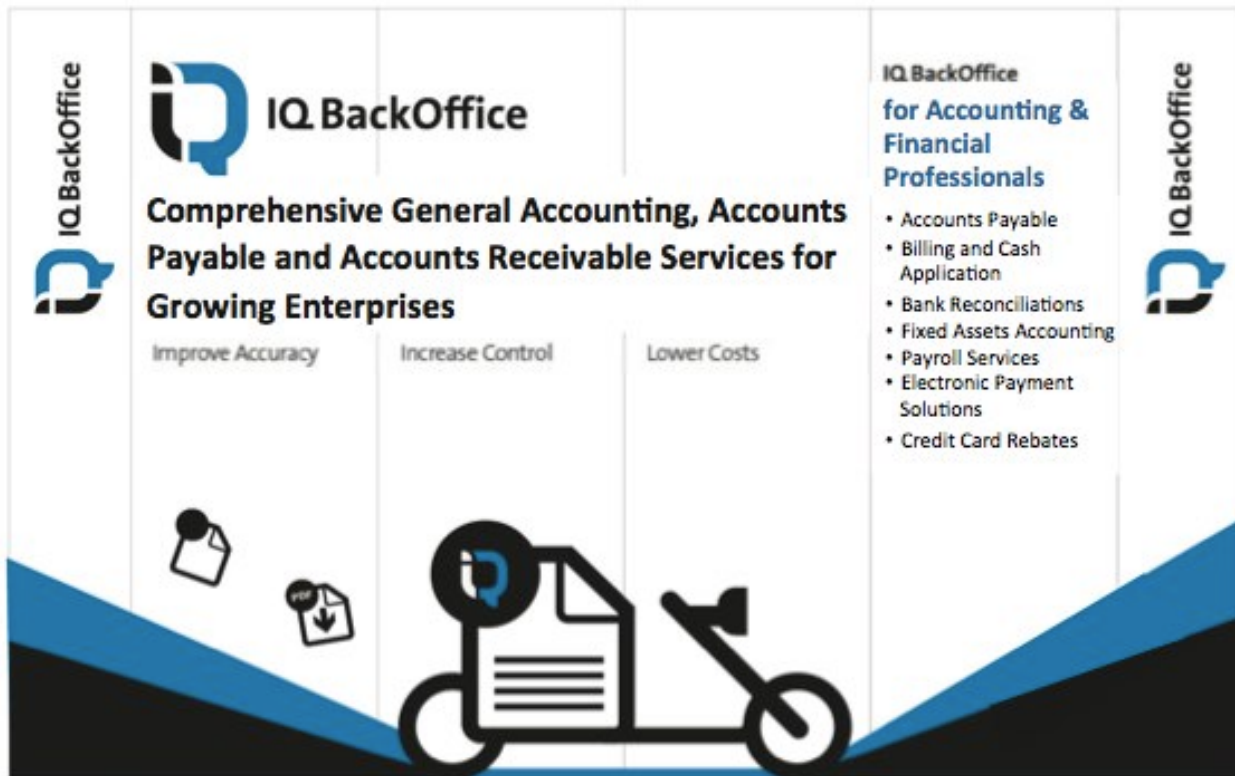 IQ BackOffice
IQ BackOffice
Comprehensive General Accounting, Accounts
Payable and Accounts Receivable Services for
Growing Enterprises
Improve Accuracy
Increase Control
Lower Costs
IQ BackOffice
for Accounting &
Financial
Professionals
• Accounts Payable
• Billing and Cash
Application
• Bank Reconciliations
• Fixed Assets Accounting
• Payroll Services
• Electronic Payment
Solutions
• Credit Card Rebates
IQ BackOffice
PDF